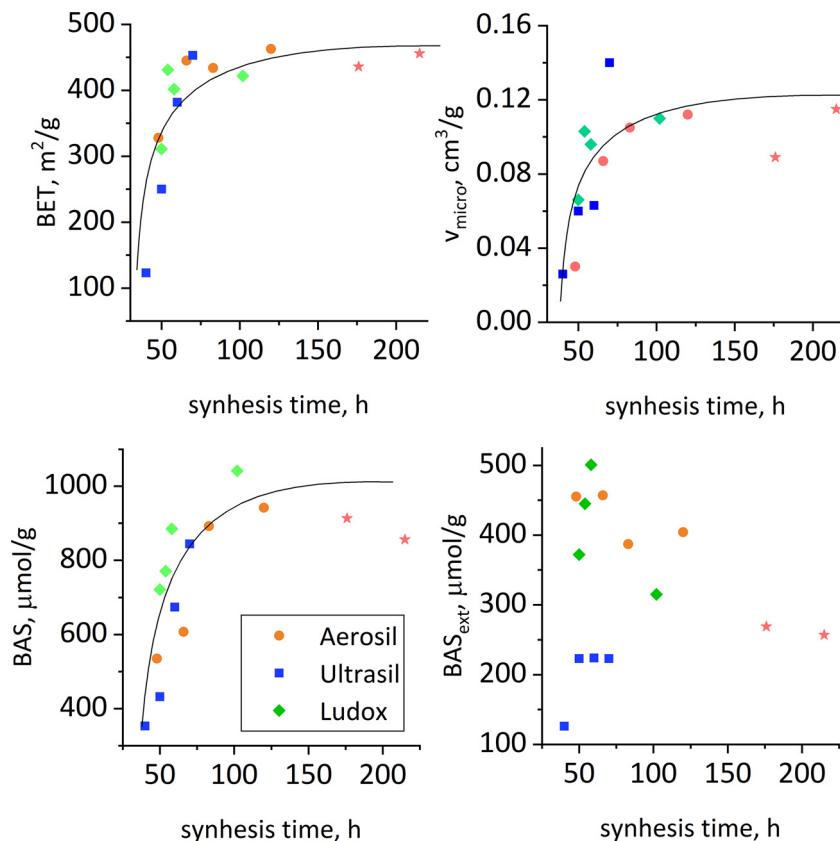 500
400
300
200
100
BET, m²/g
50 100 150 200
synhesis time, h
0.16
0.12
0.08
0.04
0.00
vmicro, cm³/g
50 100 150 200
synhesis time, h
1000
800
600
400
BAS, μmol/g
Aerosil
Ultrasil
Ludox
50 100 150 200
synhesis time, h
500
400
300
200
100
BASext, μmol/g
50 100 150 200
synhesis time, h